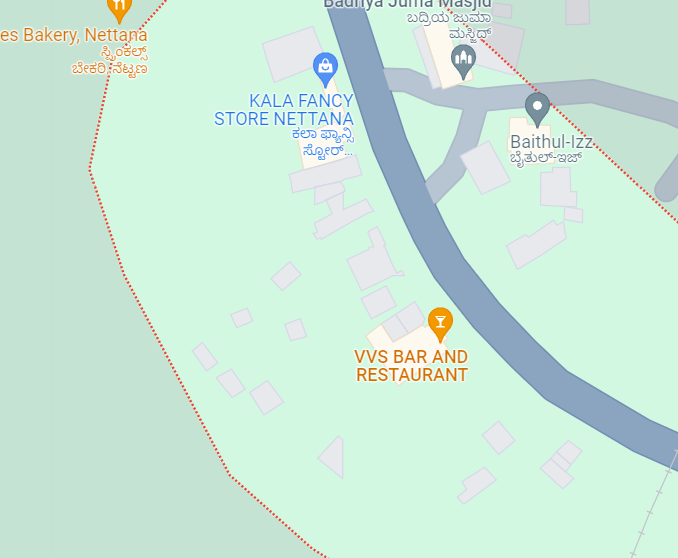 Badriya Juma Masjid
ಬದ್ರಿಯ ಜುಮಾ
ಮಸ್ಜಿದ್
es Bakery, Nettana
ಸ್ಪ್ರಿಂಕಲ್ಸ್
ಬೇಕರಿ, ನೆಟ್ಟಣ
KALA FANCY
STORE NETTANA
ಕಲಾ ಫ್ಯಾನ್ಸಿ
ಸ್ಟೋರ್...
Baithul-Izz
ಬೈತುಲ್-ಇಜ್
VVS BAR AND
RESTAURANT